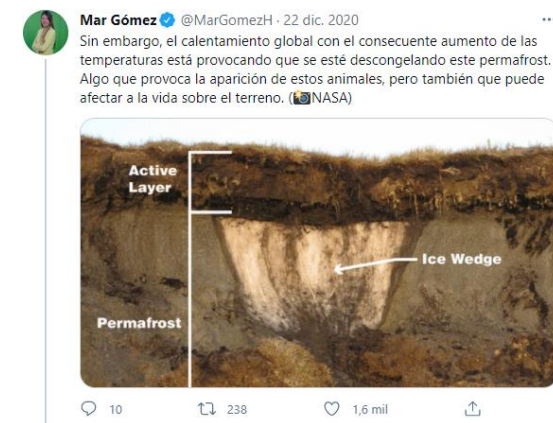 Mar Gómez @MarGomezH · 22 dic. 2020
Sin embargo, el calentamiento global con el consecuente aumento de las
temperaturas está provocando que se esté descongelando este permafrost.
Algo que provoca la aparición de estos animales, pero también que puede
afectar a la vida sobre el terreno. (📸NASA)
Active
Layer
Ice Wedge
Permafrost
10 238 1,6 mil